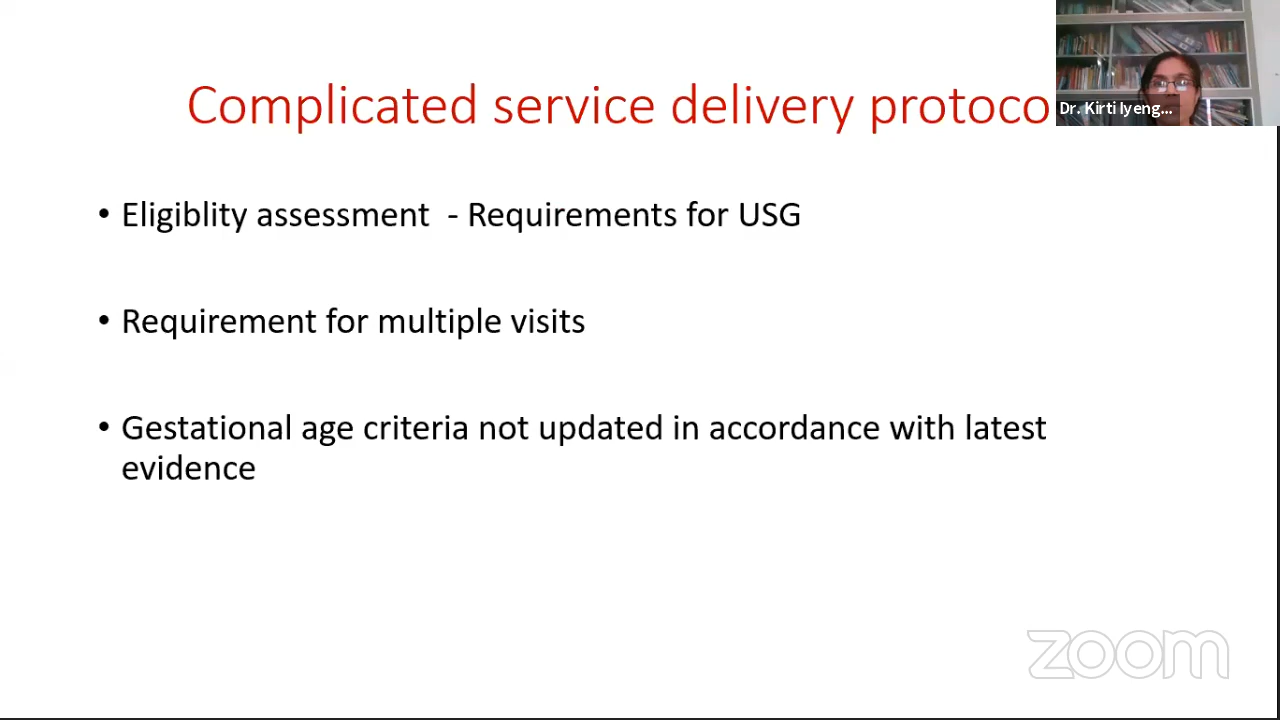 Complicated service delivery protoco
Dr. Kirti Iyeng...
• Eligiblity assessment - Requirements for USG
• Requirement for multiple visits
• Gestational age criteria not updated in accordance with latest
evidence
zoom